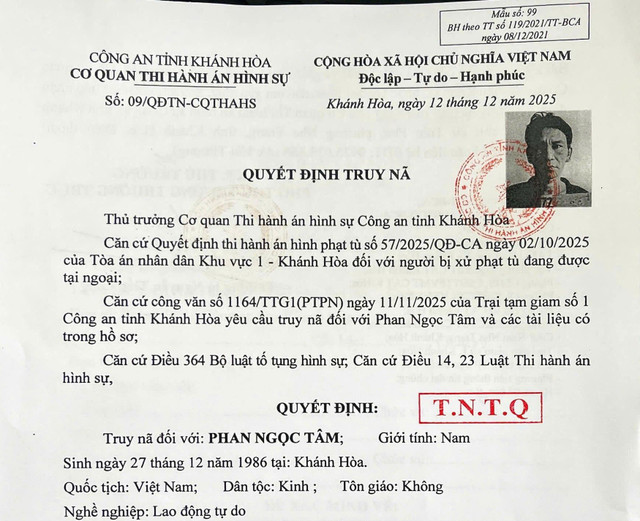 Mẫu số: 99
BH theo TT số 119/2021/TT-BCA
ngày 08/12/2021
CÔNG AN TỈNH KHÁNH HÒA
CƠ QUAN THI HÀNH ÁN HÌNH SỰ
Số: 09/QĐTN-CQTHAHS
CỘNG HÒA XÃ HỘI CHỦ NGHĨA VIỆT NAM
Độc lập – Tự do – Hạnh phúc
Khánh Hòa, ngày 12 tháng 12 năm 2025
QUYẾT ĐỊNH TRUY NÃ
Thủ trưởng Cơ quan Thi hành án hình sự Công an tỉnh Khánh Hòa
Căn cứ Quyết định thi hành án hình phạt tù số 57/2025/QĐ-CA ngày 02/10/2025
của Tòa án nhân dân Khu vực 1 - Khánh Hòa đối với người bị xử phạt tù đang được
tại ngoại;
Căn cứ công văn số 1164/TTG1(PTPN) ngày 11/11/2025 của Trại tạm giam số 1
Công an tỉnh Khánh Hòa yêu cầu truy nã đối với Phan Ngọc Tâm và các tài liệu có
trong hồ sơ;
Căn cứ Điều 364 Bộ luật tố tụng hình sự; Căn cứ Điều 14, 23 Luật Thi hành án
hình sự,
QUYẾT ĐỊNH:
T.N.T.Q
Truy nã đối với: PHAN NGỌC TÂM; Giới tính: Nam
Sinh ngày 27 tháng 12 năm 1986 tại: Khánh Hòa.
Quốc tịch: Việt Nam; Dân tộc: Kinh ; Tôn giáo: Không
Nghề nghiệp: Lao động tự do